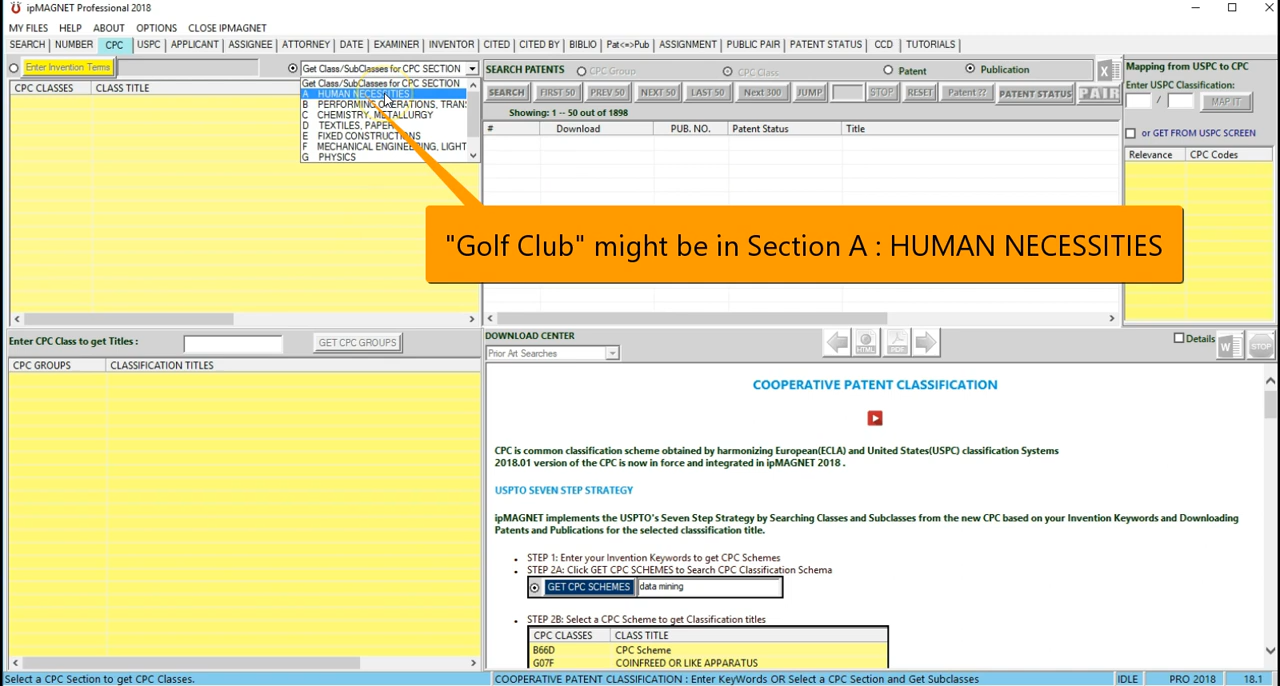 ipMAGNET Professional 2018
MY FILES HELP ABOUT OPTIONS CLOSE IPMAGNET
SEARCH NUMBER CPC USPC APPLICANT ASSIGNEE ATTORNEY DATE EXAMINER INVENTOR CITED CITED BY BIBLIO Pat<=>Pub ASSIGNMENT PUBLIC PAIR PATENT STATUS CCD TUTORIALS
Enter Invention Terms
Get Class/SubClasses for CPC SECTION
Get Class/SubClasses for CPC SECTION
A HUMAN NECESSITIES
B PERFORMING OPERATIONS, TRAN
C CHEMISTRY, METALLURGY
D TEXTILES, PAPER
E FIXED CONSTRUCTIONS
F MECHANICAL ENGINEERING, LIGHT
G PHYSICS
CPC CLASSES CLASS TITLE
SEARCH PATENTS CPC Group CPC Class Patent Publication
SEARCH FIRST 50 PREV 50 NEXT 50 LAST 50 Next 300 JUMP STOP RESET Patent ?? PATENT STATUS PAIR
Showing: 1 -- 50 out of 1898
# Download PUB. NO. Patent Status Title
Mapping from USPC to CPC
Enter USPC Classification:
/ MAP IT
or GET FROM USPC SCREEN
Relevance CPC Codes
"Golf Club" might be in Section A : HUMAN NECESSITIES
Enter CPC Class to get Titles : GET CPC GROUPS
CPC GROUPS CLASSIFICATION TITLES
DOWNLOAD CENTER
Prior Art Searches
HTML
Details
W
STOP
COOPERATIVE PATENT CLASSIFICATION
CPC is common classification scheme obtained by harmonizing European(ECLA) and United States(USPC) classification Systems
2018.01 version of the CPC is now in force and integrated in ipMAGNET 2018 .
USPTO SEVEN STEP STRATEGY
ipMAGNET implements the USPTO's Seven Step Strategy by Searching Classes and Subclasses from the new CPC based on your Invention Keywords and Downloading
Patents and Publications for the selected classsification title.
STEP 1: Enter your Invention Keywords to get CPC Schemes
STEP 2A: Click GET CPC SCHEMES to Search CPC Classification Schema
GET CPC SCHEMES data mining
STEP 2B: Select a CPC Scheme to get Classification titles
CPC CLASSES CLASS TITLE
B66D CPC Scheme
G07F COINFREED OR LIKE APPARATUS
Select a CPC Section to get CPC Classes.
COOPERATIVE PATENT CLASSIFICATION : Enter KeyWords OR Select a CPC Section and Get Subclasses
IDLE PRO 2018 18.1